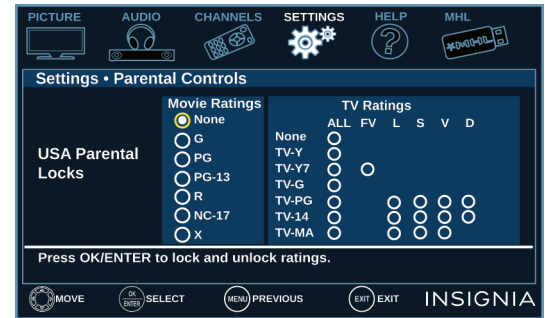 PICTURE AUDIO CHANNELS SETTINGS HELP MHL
MHL
Settings • Parental Controls
Movie Ratings
TV Ratings
ALL FV L S V D
USA Parental
Locks
None
G
PG
PG-13
R
NC-17
X
None
TV-Y
TV-Y7
TV-G
TV-PG
TV-14
TV-MA
Press OK/ENTER to lock and unlock ratings.
MOVE OK ENTER SELECT MENU PREVIOUS EXIT EXIT INSIGNIA